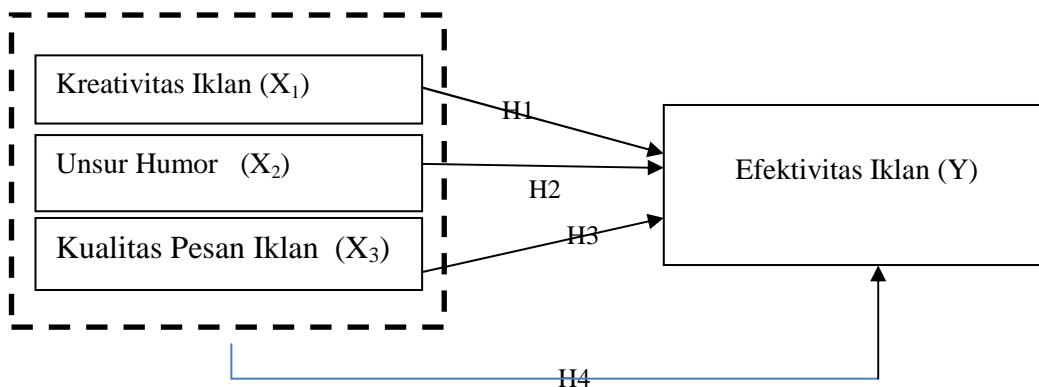 Kreativitas Iklan (X₁)
H1
Unsur Humor (X₂)
Efektivitas Iklan (Y)
H2
Kualitas Pesan Iklan (X₃)
H3
H4